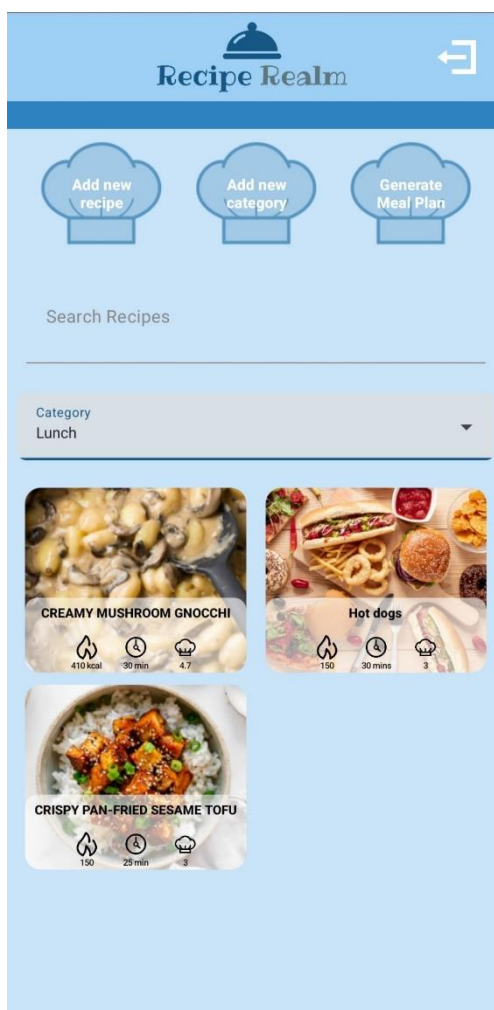 Recipe Realm
Add new
recipe
Add new
category
Generate
Meal Plan
Search Recipes
Category
Lunch
CREAMY MUSHROOM GNOCCHI
410 kcal 30 min 4.7
Hot dogs
150 30 mins 3
CRISPY PAN-FRIED SESAME TOFU
150 25 min 3